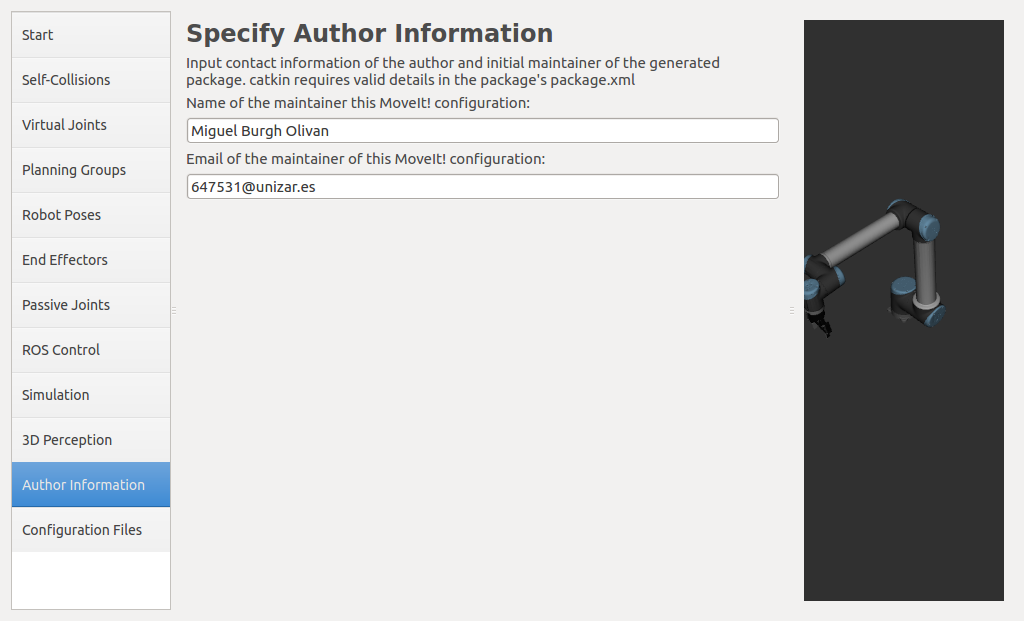 Start
Self-Collisions
Virtual Joints
Planning Groups
Robot Poses
End Effectors
Passive Joints
ROS Control
Simulation
3D Perception
Author Information
Configuration Files
Specify Author Information
Input contact information of the author and initial maintainer of the generated
package. catkin requires valid details in the package's package.xml
Name of the maintainer this MoveIt! configuration:
Miguel Burgh Olivan
Email of the maintainer of this MoveIt! configuration:
647531@unizar.es